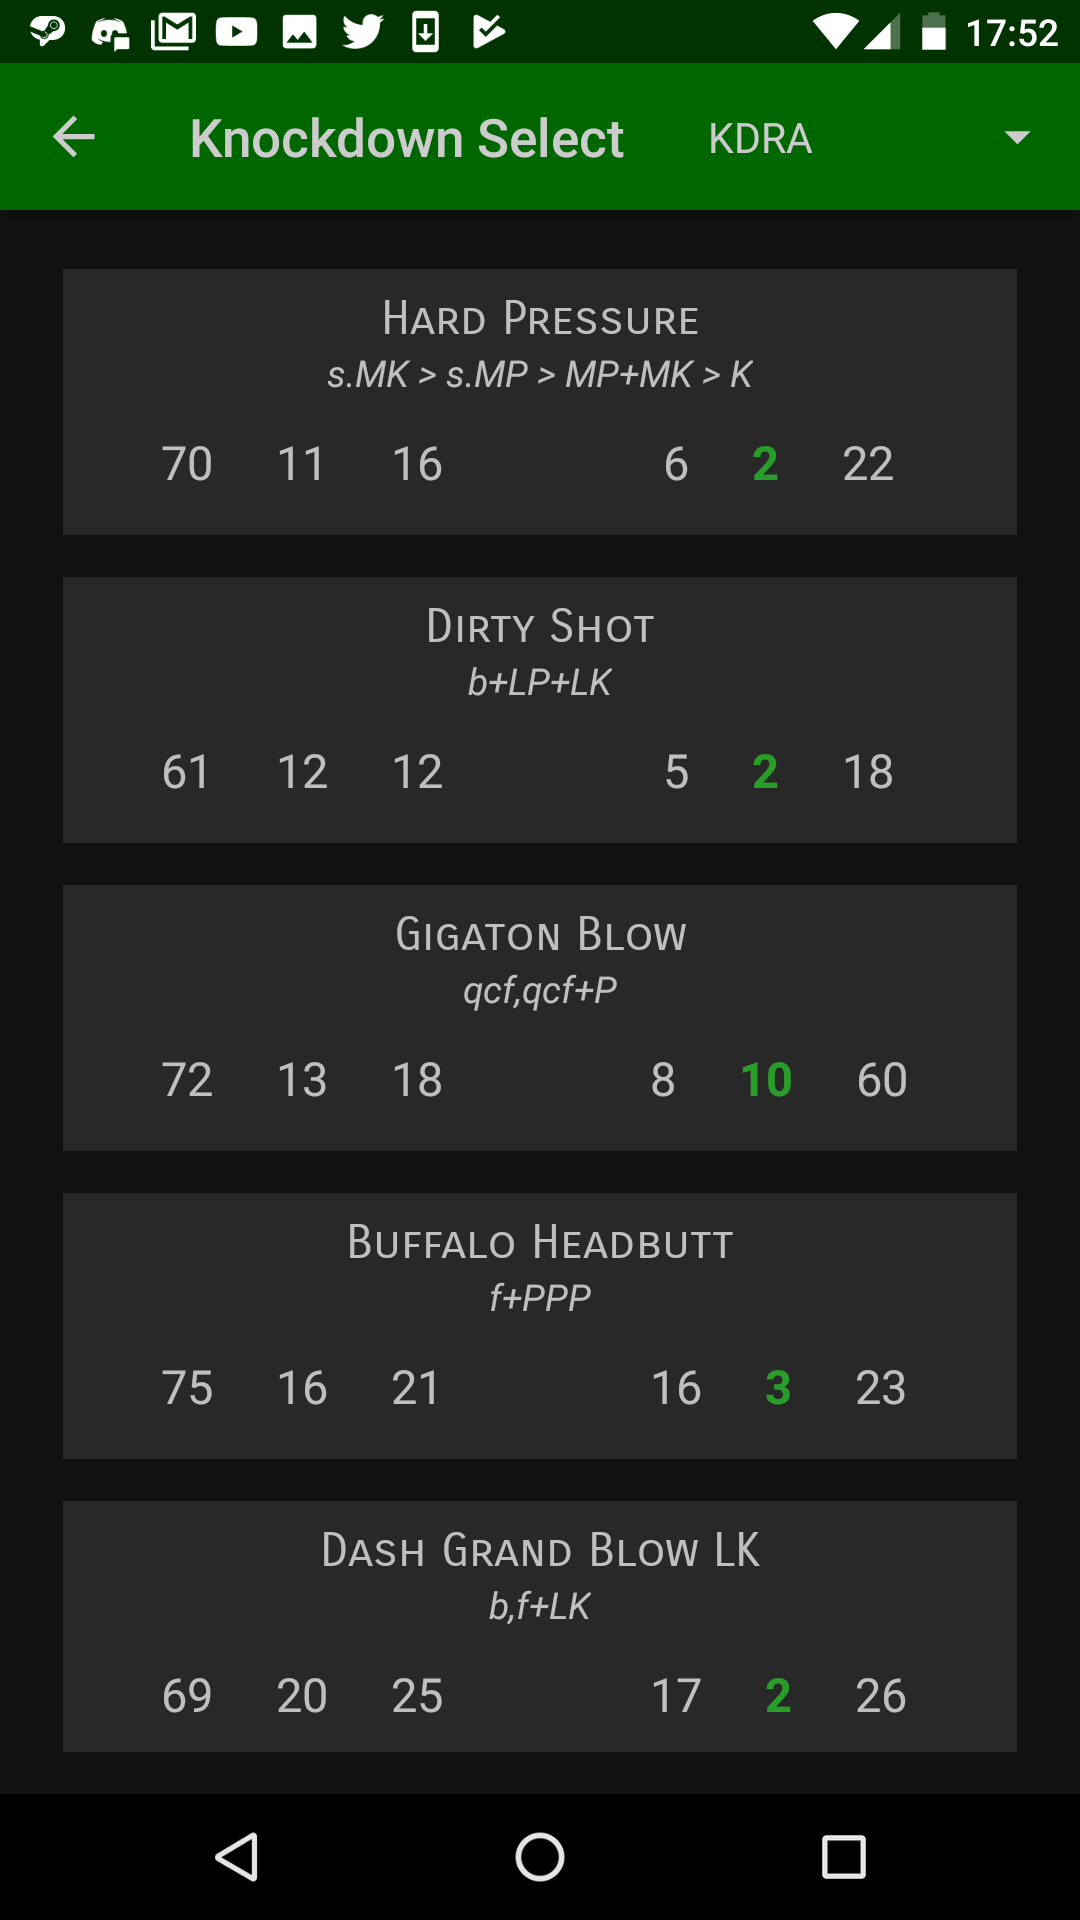 17:52
Knockdown Select KDRA
Hard Pressure
s.MK > s.MP > MP+MK > K
70 11 16 6 2 22
Dirty Shot
b+LP+LK
61 12 12 5 2 18
Gigaton Blow
qcf,qcf+P
72 13 18 8 10 60
Buffalo Headbutt
f+PPP
75 16 21 16 3 23
Dash Grand Blow LK
b,f+LK
69 20 25 17 2 26